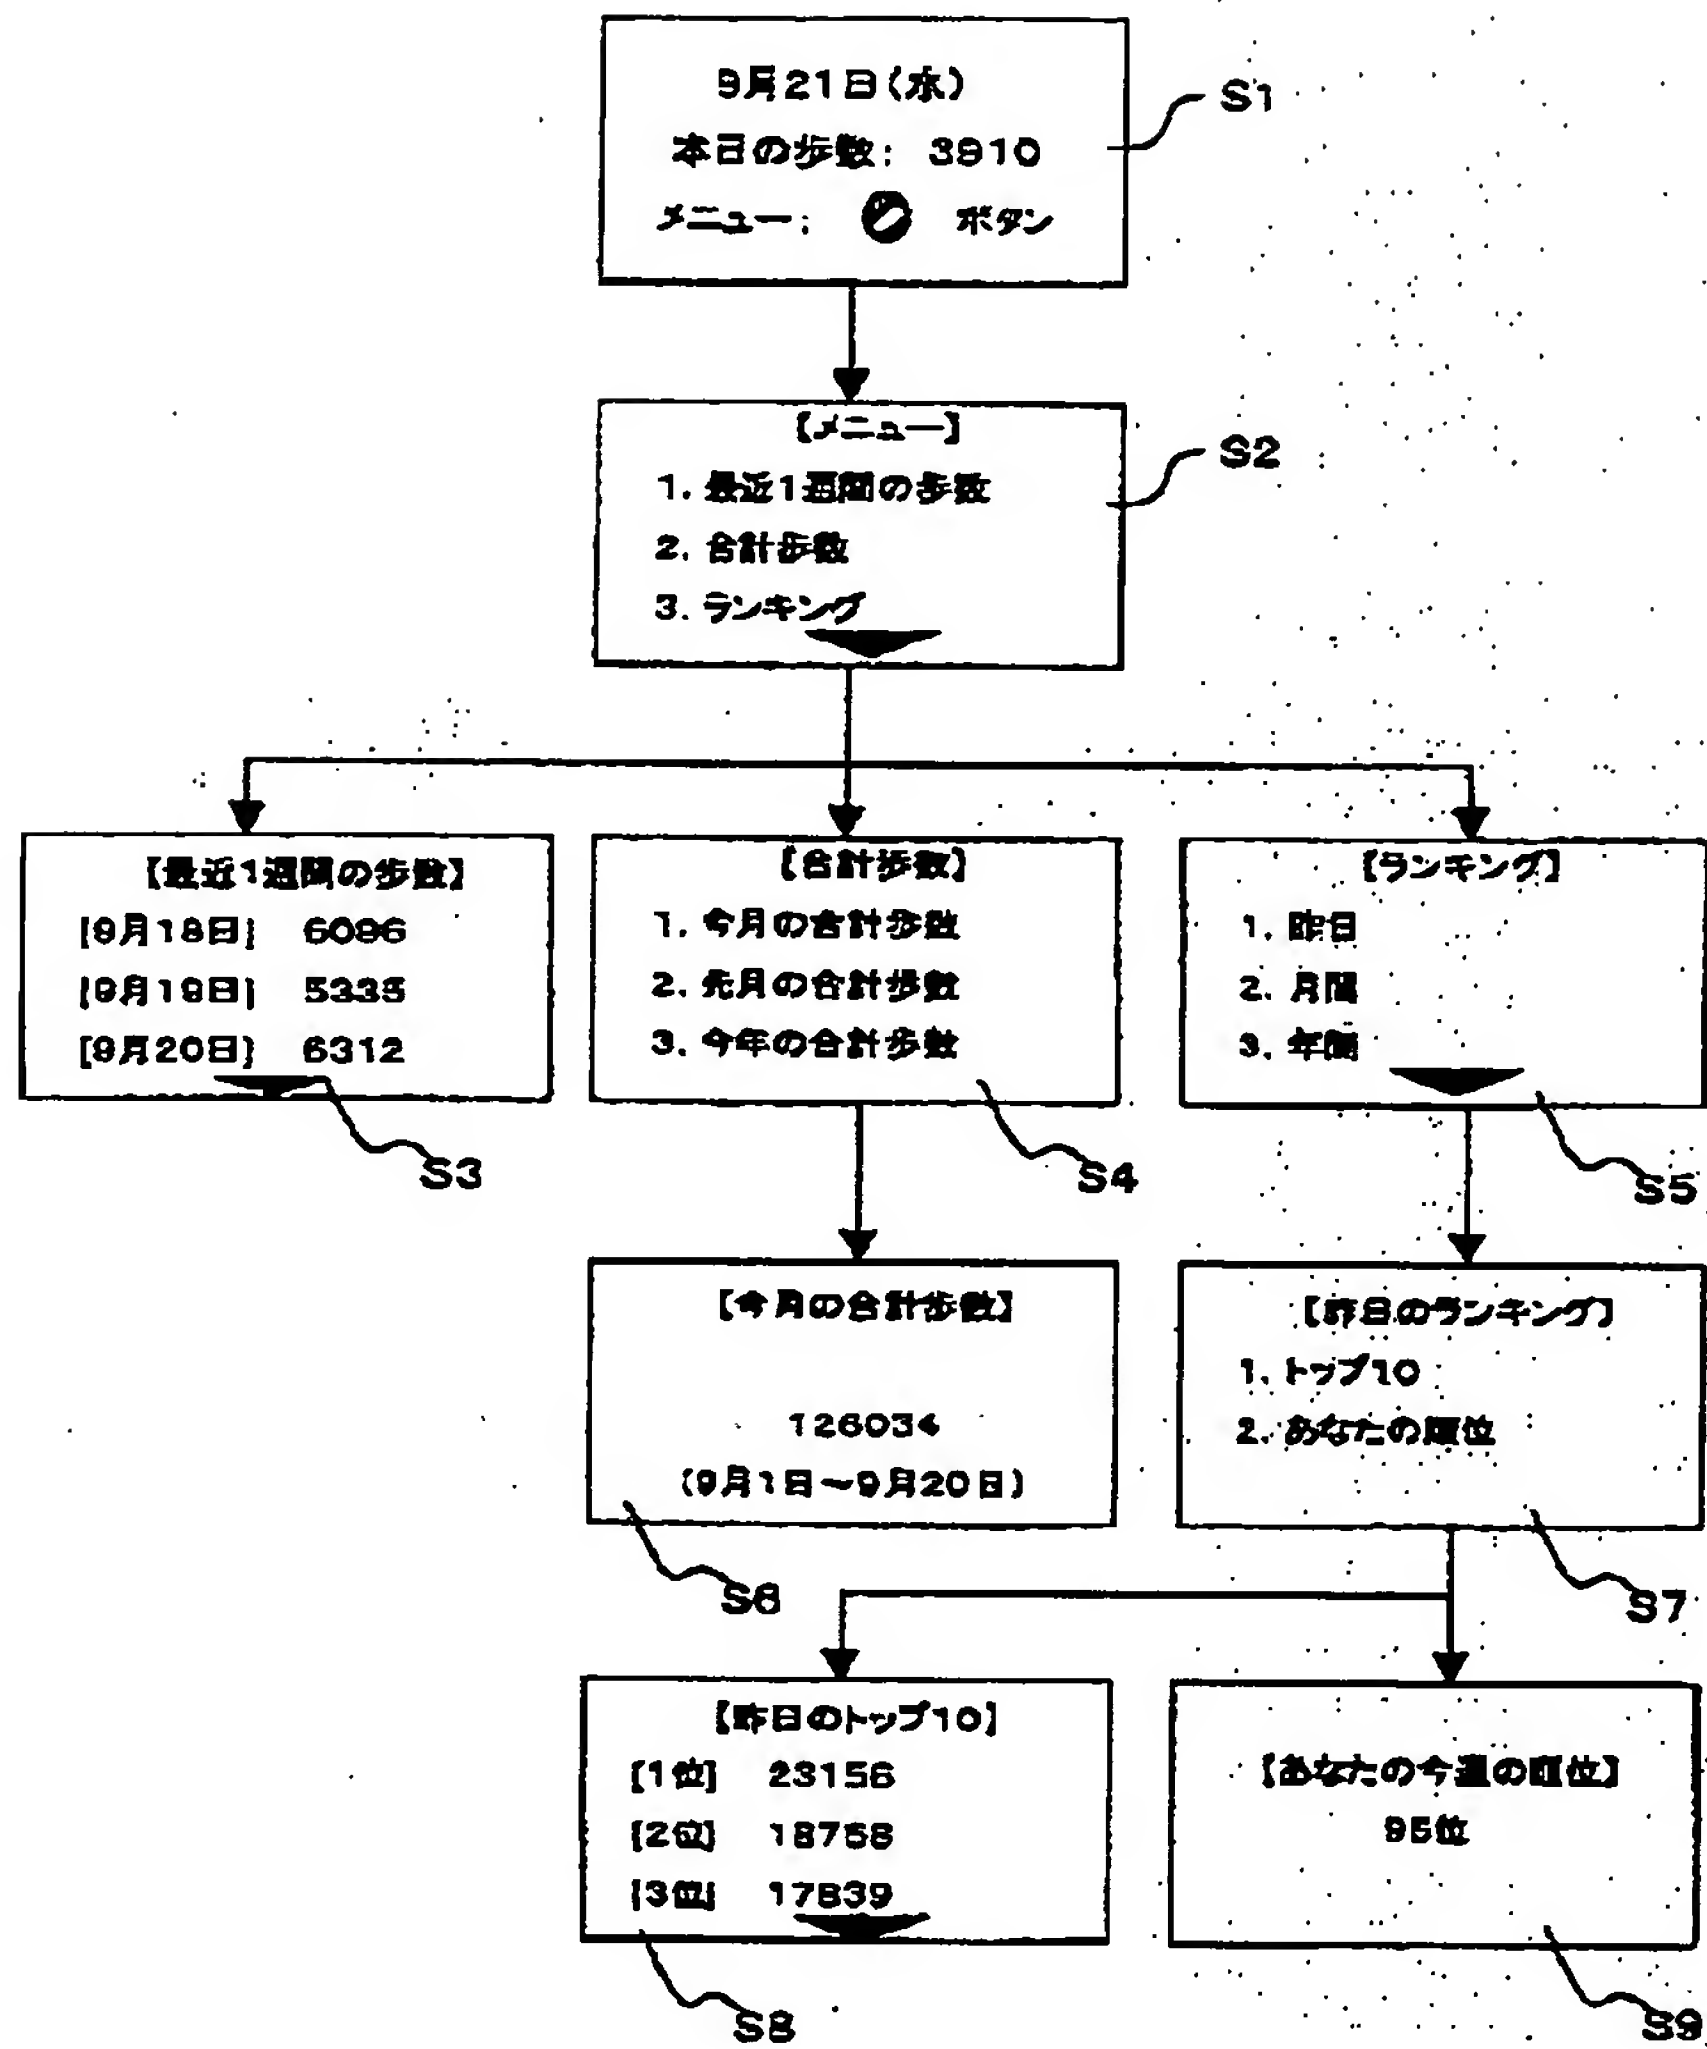 9月21日(水)
本日の歩数: 3910
メニュー: ボタン
S1
【メニュー】
1. 最近1週間の歩数
2. 合計歩数
3. ランキング
S2
【最近1週間の歩数】
[9月18日] 6096
[9月19日] 5335
[9月20日] 6312
S3
【合計歩数】
1. 今月の合計歩数
2. 先月の合計歩数
3. 今年の合計歩数
S4
【ランキング】
1. 昨日
2. 月間
3. 年間
S5
【今月の合計歩数】
126034
(9月1日~9月20日)
S6
【昨日のランキング】
1. トップ10
2. あなたの順位
S7
【昨日のトップ10】
[1位] 23156
[2位] 18758
[3位] 17839
S8
【あなたの今週の順位】
95位
S9